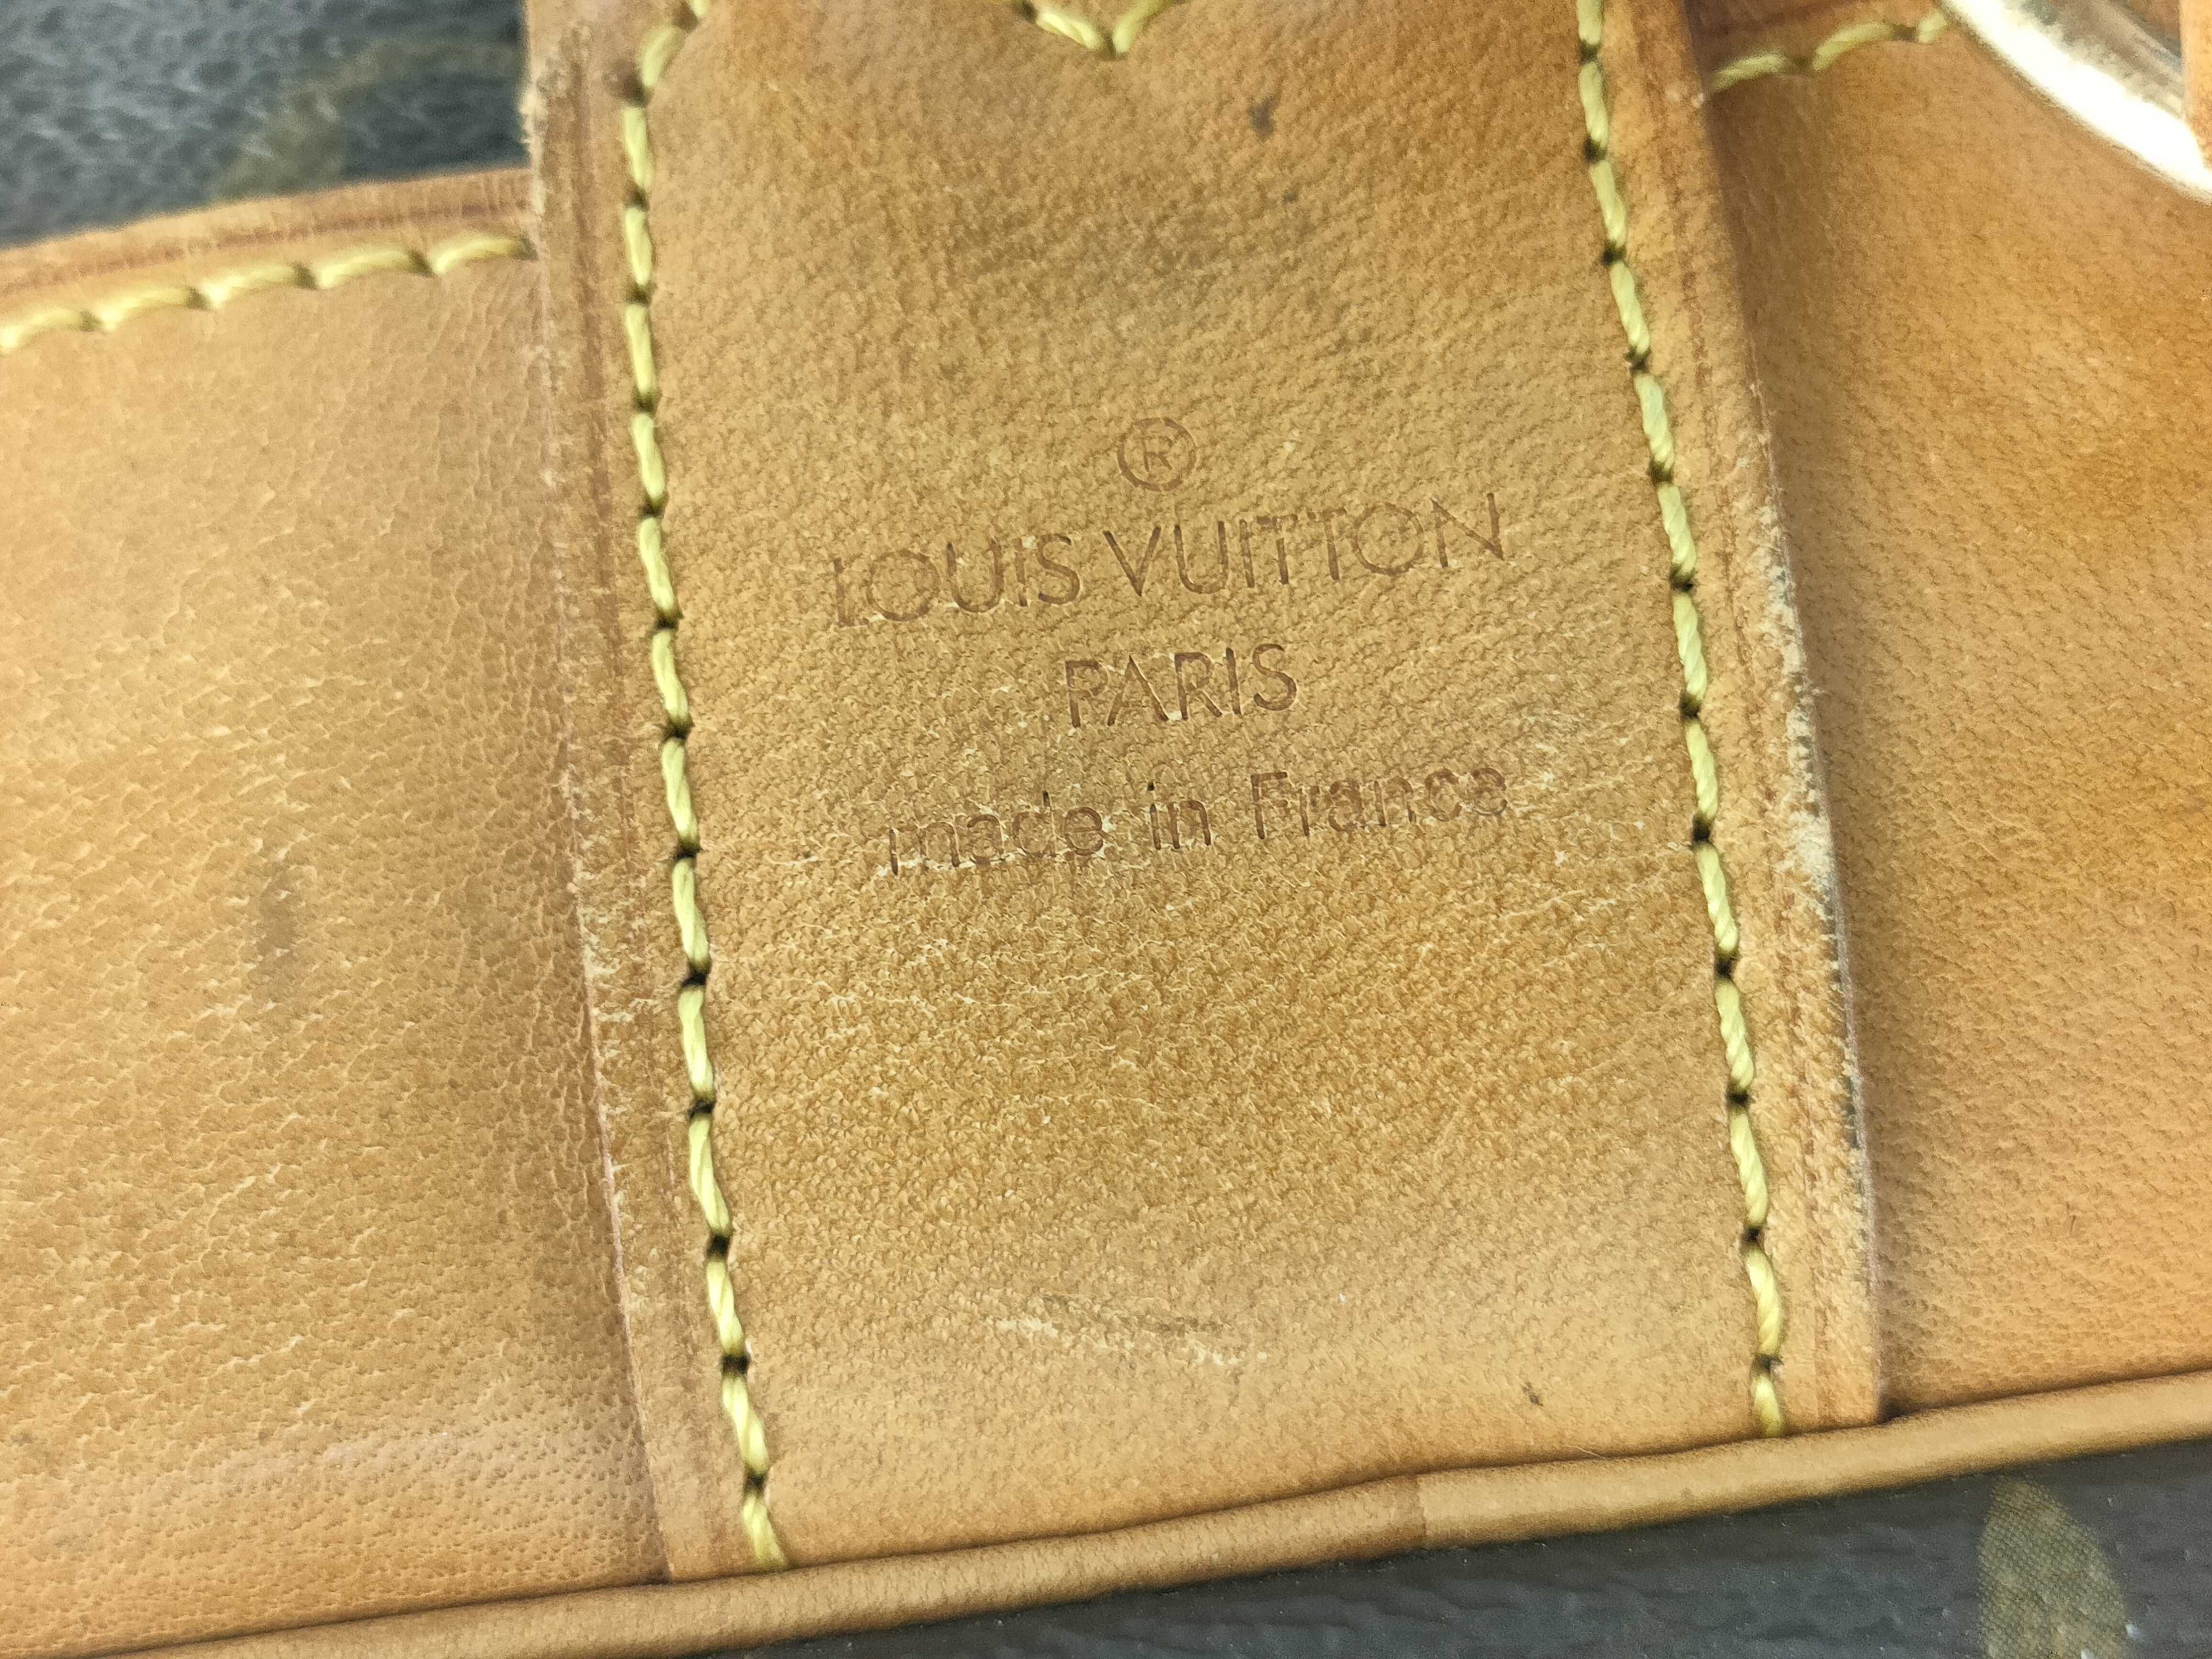 ®
LOUIS VUITTON
PARIS
made in France